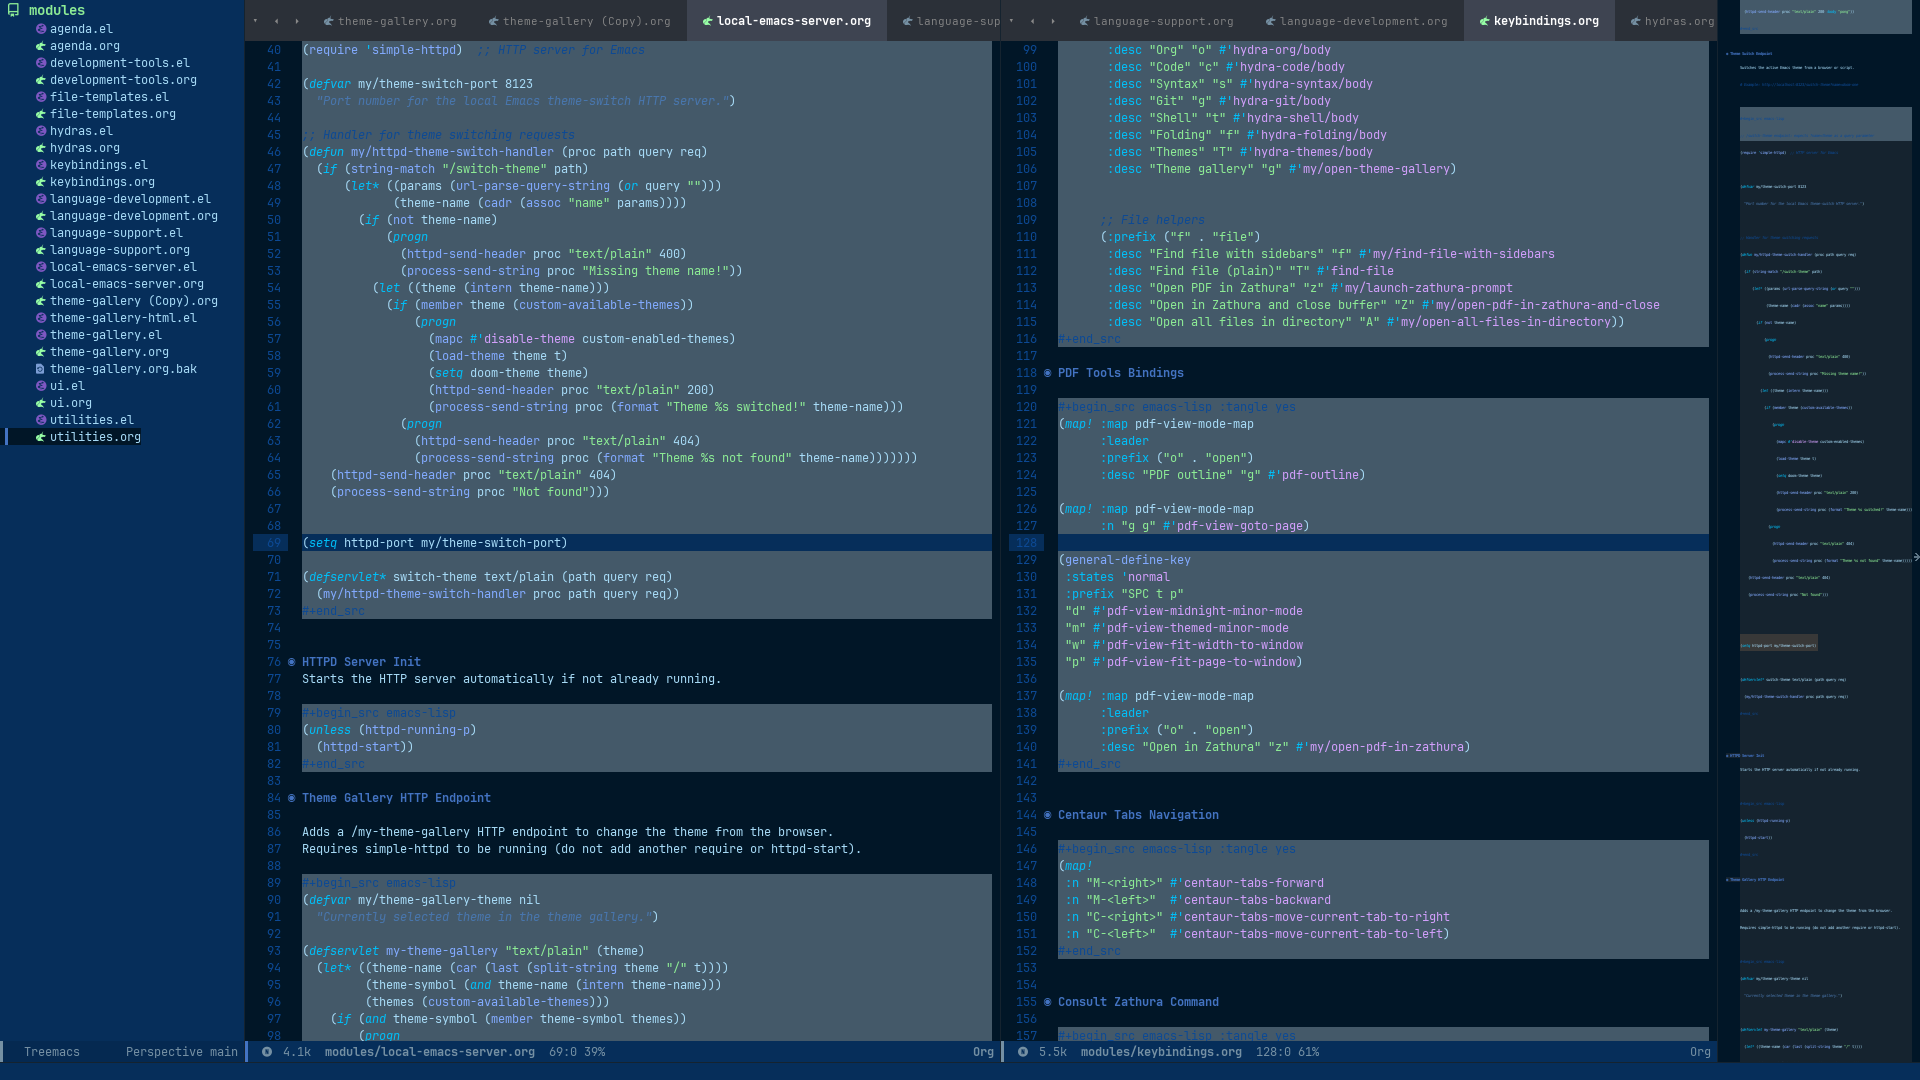 modules
agenda.el
agenda.org
development-tools.el
development-tools.org
file-templates.el
file-templates.org
hydras.el
hydras.org
keybindings.el
keybindings.org
language-development.el
language-development.org
language-support.el
language-support.org
local-emacs-server.el
local-emacs-server.org
theme-gallery (Copy).org
theme-gallery-html.el
theme-gallery.el
theme-gallery.org
theme-gallery.org.bak
ui.el
ui.org
utilities.el
utilities.org
Treemacs Perspective main
theme-gallery.org theme-gallery (Copy).org local-emacs-server.org language-sup
40 (require 'simple-httpd)  ;; HTTP server for Emacs
41
42 (defvar my/theme-switch-port 8123
43   "Port number for the local Emacs theme-switch HTTP server.")
44
45 ;; Handler for theme switching requests
46 (defun my/httpd-theme-switch-handler (proc path query req)
47   (if (string-match "/switch-theme" path)
48       (let* ((params (url-parse-query-string (or query "")))
49              (theme-name (cadr (assoc "name" params))))
50         (if (not theme-name)
51             (progn
52               (httpd-send-header proc "text/plain" 400)
53               (process-send-string proc "Missing theme name!"))
54           (let ((theme (intern theme-name)))
55             (if (member theme (custom-available-themes))
56                 (progn
57                   (mapc #'disable-theme custom-enabled-themes)
58                   (load-theme theme t)
59                   (setq doom-theme theme)
60                   (httpd-send-header proc "text/plain" 200)
61                   (process-send-string proc (format "Theme %s switched!" theme-name)))
62               (progn
63                 (httpd-send-header proc "text/plain" 404)
64                 (process-send-string proc (format "Theme %s not found" theme-name)))))))
65     (httpd-send-header proc "text/plain" 404)
66     (process-send-string proc "Not found")))
67
68
69 (setq httpd-port my/theme-switch-port)
70
71 (defservlet* switch-theme text/plain (path query req)
72   (my/httpd-theme-switch-handler proc path query req))
73 #+end_src
74
75
76 ◉ HTTPD Server Init
77 Starts the HTTP server automatically if not already running.
78
79 #+begin_src emacs-lisp
80 (unless (httpd-running-p)
81   (httpd-start))
82 #+end_src
83
84 ◉ Theme Gallery HTTP Endpoint
85
86 Adds a /my-theme-gallery HTTP endpoint to change the theme from the browser.
87 Requires simple-httpd to be running (do not add another require or httpd-start).
88
89 #+begin_src emacs-lisp
90 (defvar my/theme-gallery-theme nil
91   "Currently selected theme in the theme gallery.")
92
93 (defservlet my-theme-gallery "text/plain" (theme)
94   (let* ((theme-name (car (last (split-string theme "/" t))))
95          (theme-symbol (and theme-name (intern theme-name)))
96          (themes (custom-available-themes)))
97     (if (and theme-symbol (member theme-symbol themes))
98         (progn
4.1k modules/local-emacs-server.org 69:0 39% Org
language-support.org language-development.org keybindings.org hydras.org
99 :desc "Org" "o" #'hydra-org/body
100 :desc "Code" "c" #'hydra-code/body
101 :desc "Syntax" "s" #'hydra-syntax/body
102 :desc "Git" "g" #'hydra-git/body
103 :desc "Shell" "t" #'hydra-shell/body
104 :desc "Folding" "f" #'hydra-folding/body
105 :desc "Themes" "T" #'hydra-themes/body
106 :desc "Theme gallery" "g" #'my/open-theme-gallery)
107
108
109 ;; File helpers
110 (:prefix ("f" . "file")
111 :desc "Find file with sidebars" "f" #'my/find-file-with-sidebars
112 :desc "Find file (plain)" "T" #'find-file
113 :desc "Open PDF in Zathura" "z" #'my/launch-zathura-prompt
114 :desc "Open in Zathura and close buffer" "Z" #'my/open-pdf-in-zathura-and-close
115 :desc "Open all files in directory" "A" #'my/open-all-files-in-directory))
116 #+end_src
117
118 ◉ PDF Tools Bindings
119
120 #+begin_src emacs-lisp :tangle yes
121 (map! :map pdf-view-mode-map
122       :leader
123       :prefix ("o" . "open")
124       :desc "PDF outline" "g" #'pdf-outline)
125
126 (map! :map pdf-view-mode-map
127       :n "g g" #'pdf-view-goto-page)
128
129 (general-define-key
130  :states 'normal
131  :prefix "SPC t p"
132  "d" #'pdf-view-midnight-minor-mode
133  "m" #'pdf-view-themed-minor-mode
134  "w" #'pdf-view-fit-width-to-window
135  "p" #'pdf-view-fit-page-to-window)
136
137 (map! :map pdf-view-mode-map
138       :leader
139       :prefix ("o" . "open")
140       :desc "Open in Zathura" "z" #'my/open-pdf-in-zathura)
141 #+end_src
142
143
144 ◉ Centaur Tabs Navigation
145
146 #+begin_src emacs-lisp :tangle yes
147 (map!
148  :n "M-<right>" #'centaur-tabs-forward
149  :n "M-<left>"  #'centaur-tabs-backward
150  :n "C-<right>" #'centaur-tabs-move-current-tab-to-right
151  :n "C-<left>"  #'centaur-tabs-move-current-tab-to-left)
152 #+end_src
153
154
155 ◉ Consult Zathura Command
156
157 #+begin_src emacs-lisp :tangle yes
5.5k modules/keybindings.org 128:0 61% Org